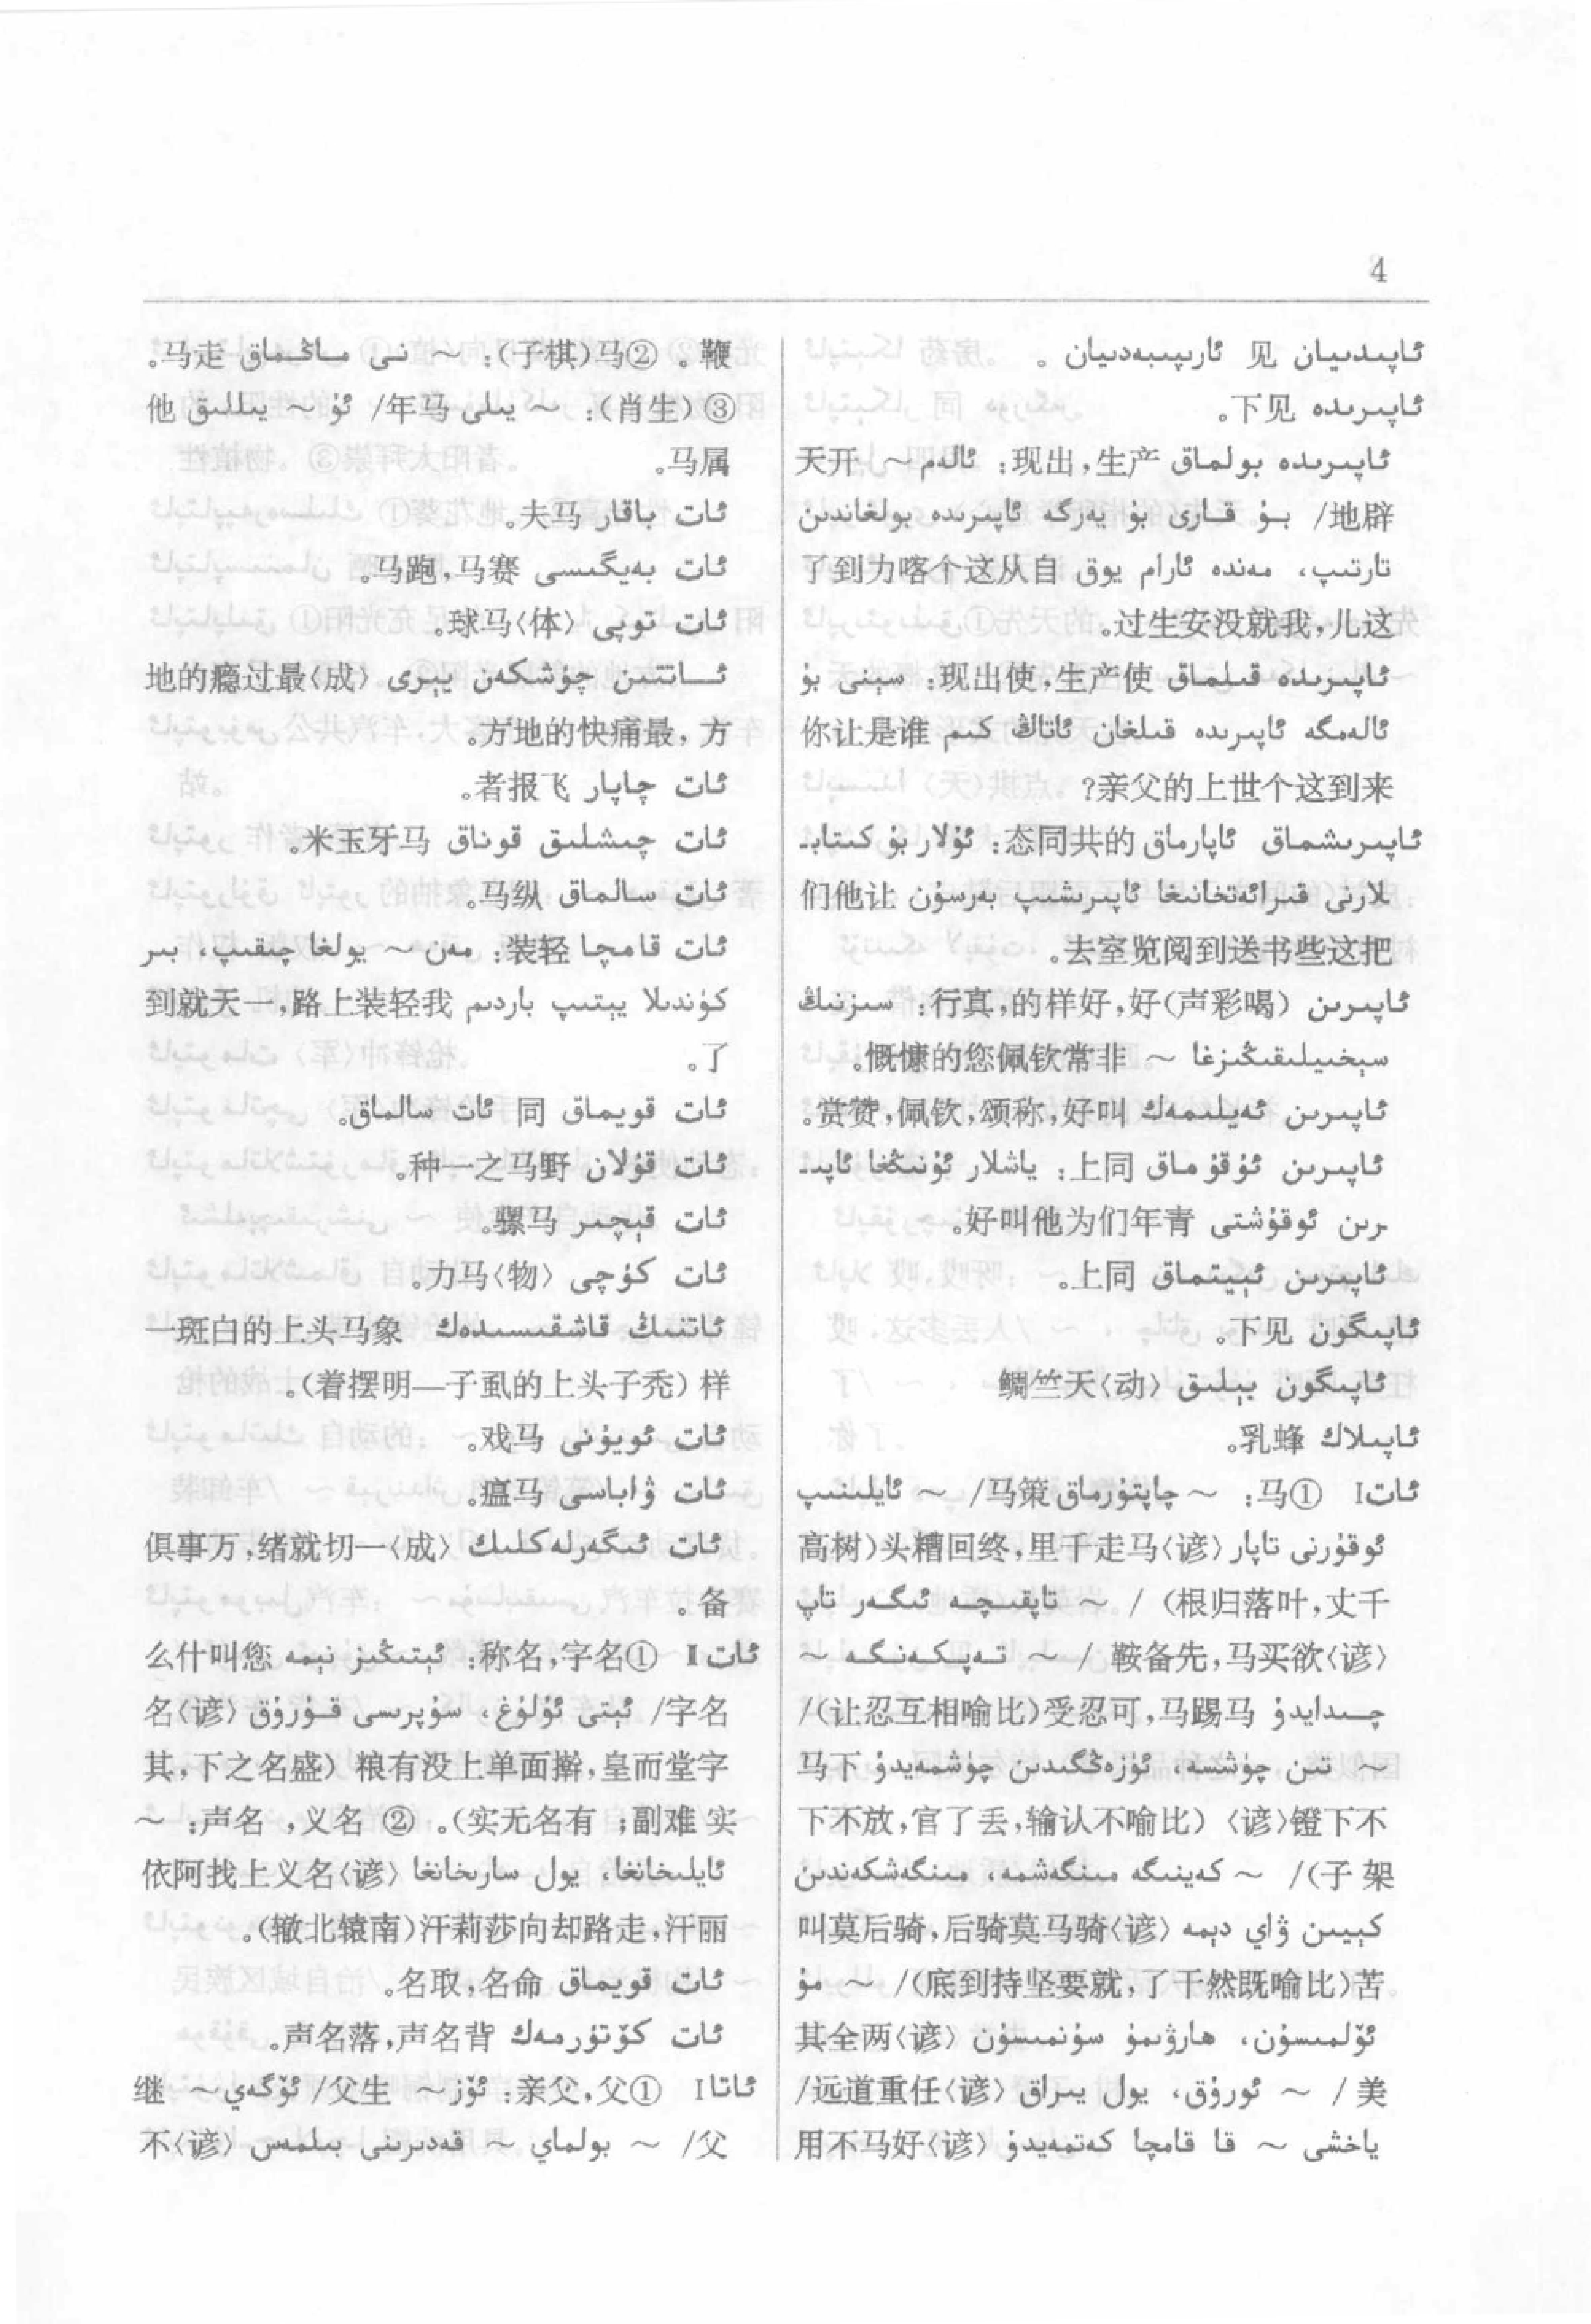 4
ئاپىدىيان 见 ئارپىبەدىيان 。
ئاپىرىدە 见下。
ئاپىرىدە بولماق 产生,出现: ئالەم ~ 开天
辟地/ بۇ قارى بۇ يەرگە ئاپىرىدە بولغاندىن
تارتىپ، مەندە ئارام يوق 自从这个喀力到了
这儿,我就没安生过。
ئاپىرىدە قىلماق 使产生,使出现: سېنى بۇ
ئالەمگە ئاپىرىدە قىلغان ئاتاڭ كىم 谁是让你
来到这个世上的父亲?
ئاپىرىشماق ئاپارماق 的共同态: ئۇلار بۇ كىتاب-
لارنى قىرائەتخانىغا ئاپىرىشىپ بەرسۇن 让他们
把这些书送到阅览室去。
ئاپىرىن (喝彩声)好,好样的,真行: سىزنىڭ
سېخىيلىقىڭىزغا ~ 非常钦佩您的慷慨。
ئاپىرىن ئەيلىمەك 叫好,称颂,钦佩,赞赏。
ئاپىرىن ئۇقۇماق 同上: ياشلار ئۇنىڭغا ئاپى-
رىن ئوقۇشتى 青年们为他叫好。
ئاپىرىن ئېيىتماق 同上。
ئاپىگون 见下。
ئاپىگون بېلىق 〈动〉天竺鲷
ئاپىلاك 蜂乳。
ئات I ①马: ~ چاپتۇرماق 策马/ ~ ئايلىنىپ
ئوقۇرنى تاپار 〈谚〉马走千里,终回糟头(树高
千丈,叶落归根) / ~ تاپقىچە ئىگەر تاپ
〈谚〉欲买马,先备鞍 / ~ تەپكەنگە ~
چىدايدۇ 马踢马,可忍受(比喻相互忍让)/
~ تىن چۈشسە، ئۈزەڭگىدىن چۈشمەيدۇ 下马
不下镫〈谚〉(比喻不认输,丢了官,放不下
架子)/ ~ كەينىگە مىنگەشمە، مىنگەشكەندىن
كېيىن ۋاي دېمە 〈谚〉骑马莫骑后,骑后莫叫
苦(比喻既然干了,就要坚持到底)/ ~ مۇ
ئۆلمىسۇن، ھارۋىمۇ سۇنمىسۇن 〈谚〉两全其
美 / ~ ئورۇق، يول يىراق 〈谚〉任重道远/
ياخشى ~ قا قامچا كەتمەيدۇ 〈谚〉好马不用
鞭 。②马(棋子): ~ نى ماڭماق 走马。
③(生肖): ~ يىلى 马年/ ئۇ ~ يىللىق 他
属马。
ئات باقار 马夫。
ئات بەيگىسى 赛马,跑马。
ئات توپى 〈体〉马球。
ئاتتىن چۈشكەن يېرى 〈成〉最过瘾的地
方 ,最痛快的地方。
ئات چاپار 飞报者。
ئات چىشلىق قوناق 马牙玉米。
ئات سالماق 纵马。
ئات قامچا 轻装: مەن ~ يولغا چىقىپ، بىر
كۈندىلا يېتىپ باردىم 我轻装上路,一天就到
了。
ئات قويماق 同 ئات سالماق。
ئات قۇلان 野马之一种。
ئات قېچىر 马骡。
ئات كۈچى 〈物〉马力。
ئاتنىڭ قاشقىسىدەك 象马头上的白斑一
样(秃子头上的虱子—明摆着)。
ئات ئويۇنى 马戏。
ئات ۋاباسى 马瘟。
ئات ئىگەرلەكلىك 〈成〉一切就绪,万事俱
备。
ئات II ①名字,名称: ئېتىڭىز نېمە 您叫什么
名字/ ئېتى ئۇلۇغ، سۇپرىسى قۇرۇق 〈谚〉名
字堂而皇,擀面单上没有粮 (盛名之下,其
实难副; 有名无实)。 ② 名义, 名声: ~
ئايلىخانغا، يول سارىخانغا 〈谚〉名义上找阿依
丽汗,走路却向莎莉汗(南辕北辙)。
ئات قويماق 命名,取名。
ئات كۆتۈرمەك 背名声,落名声。
ئاتا I ①父,父亲: ئۆز ~ 生父/ ئۆگەي ~ 继
父/ ~ بولماي ~ قەدىرىنى بىلمەس 〈谚〉不